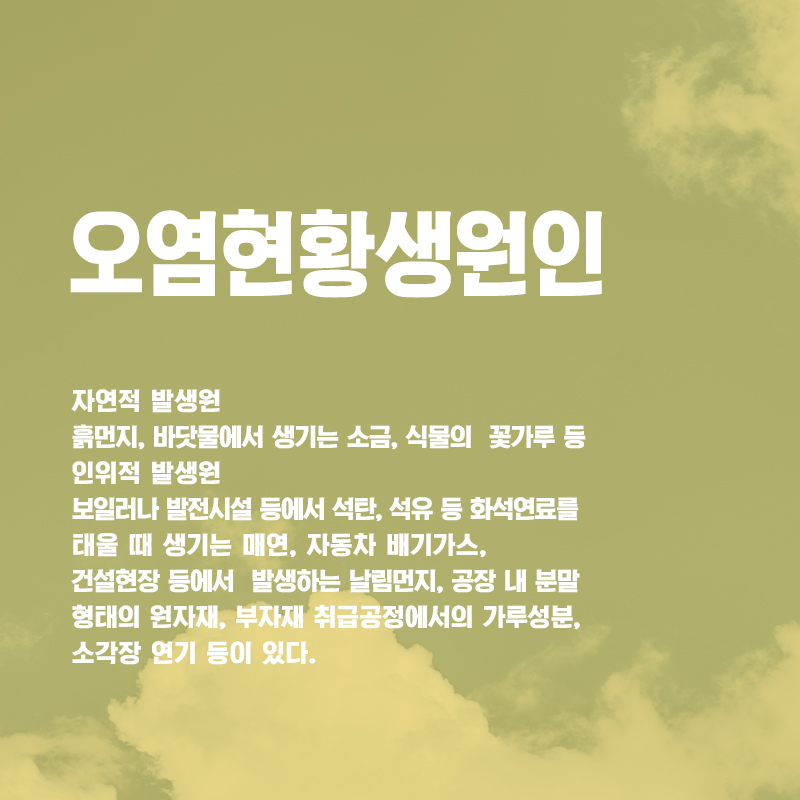 오염현황생원인
자연적 발생원
흙먼지, 바닷물에서 생기는 소금, 식물의 꽃가루 등
인위적 발생원
보일러나 발전시설 등에서 석탄, 석유 등 화석연료를
태울 때 생기는 매연, 자동차 배기가스,
건설현장 등에서 발생하는 날림먼지, 공장 내 분말
형태의 원자재, 부자재 취급공정에서의 가루성분,
소각장 연기 등이 있다.